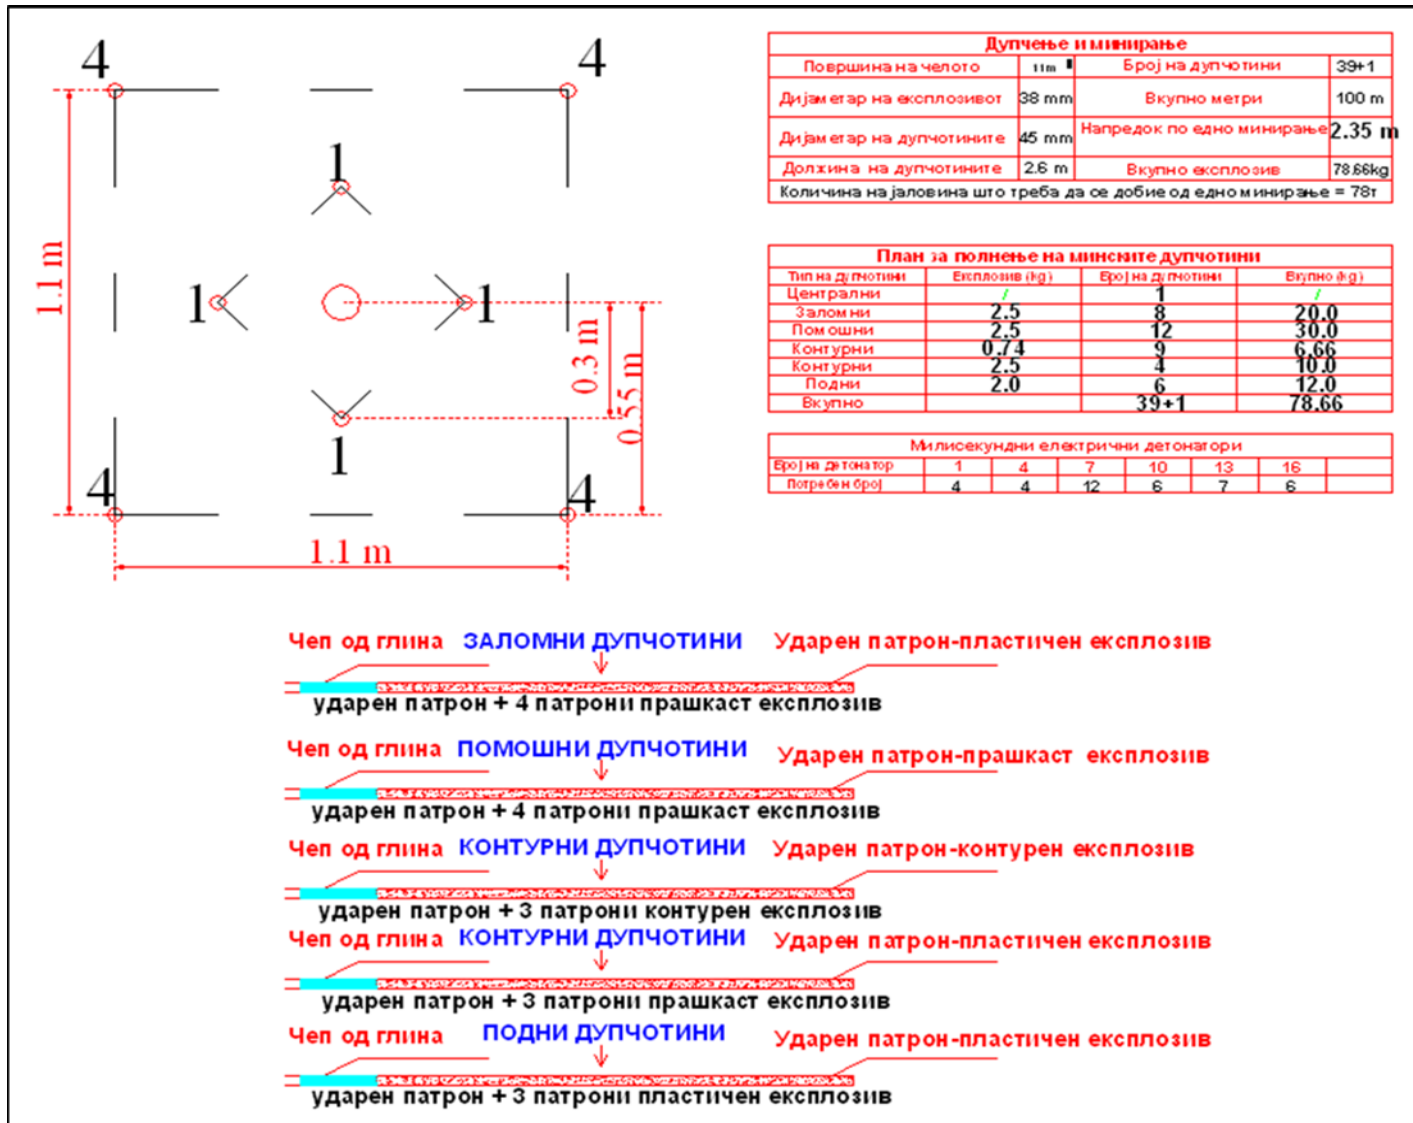 4 4
1
1 1
1
4 4
1.1 m
0.3 m
0.55 m
1.1 m
Дупчење и минирање
Површина на челото 11m Број на дупчотини 39+1
Дијаметар на експлозивот 38 mm Вкупно метри 100 m
Дијаметар на дупчотините 45 mm Напредок по едно минирање 2.35 m
Должина на дупчотините 2.6 m Вкупно експлозив 78.66kg
Количина на јаловина што треба да се добие од едно минирање = 78т
План за полнење на минските дупчотини
Тип на дупчотини Експлозив (kg) Број на дупчотини Вкупно (kg)
Централни / 1 /
Заломни 2.5 8 20.0
Помошни 2.5 12 30.0
Контурни 0.74 9 6.66
Контурни 2.5 4 10.0
Подни 2.0 6 12.0
Вкупно 39+1 78.66
Милисекундни електрични детонатори
Број на детонатор 1 4 7 10 13 16
Потребен број 4 4 12 6 7 6
Чеп од глина ЗАЛОМНИ ДУПЧОТИНИ Ударен патрон-пластичен експлозив
ударен патрон + 4 патрони прашкаст експлозив
Чеп од глина ПОМОШНИ ДУПЧОТИНИ Ударен патрон-прашкаст експлозив
ударен патрон + 4 патрони прашкаст експлозив
Чеп од глина КОНТУРНИ ДУПЧОТИНИ Ударен патрон-контурен експлозив
ударен патрон + 3 патрони контурен експлозив
Чеп од глина КОНТУРНИ ДУПЧОТИНИ Ударен патрон-пластичен експлозив
ударен патрон + 3 патрони прашкаст експлозив
Чеп од глина ПОДНИ ДУПЧОТИНИ Ударен патрон-пластичен експлозив
ударен патрон + 3 патрони пластичен експлозив